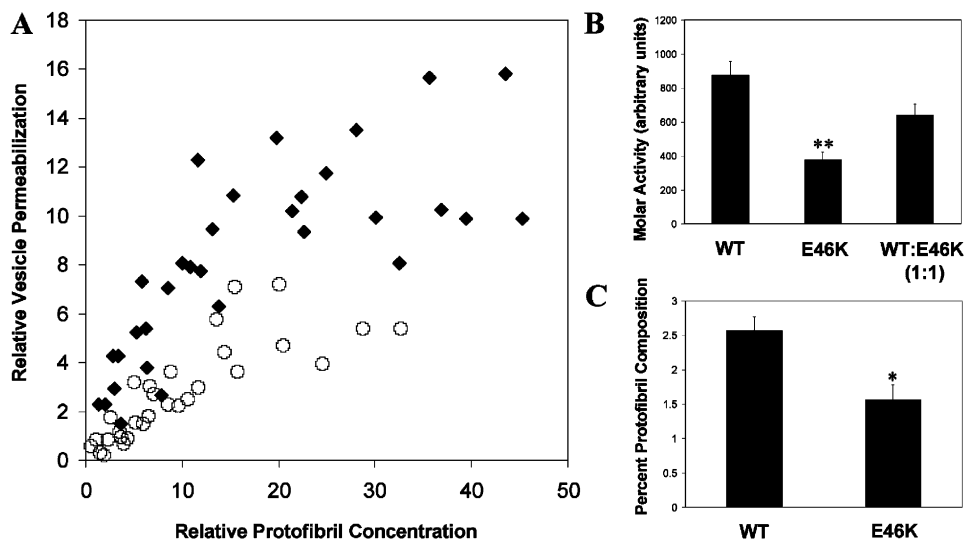 A
18
16
14
12
10
8
6
4
2
0
Relative Vesicle Permeabilization
0 10 20 30 40 50
Relative Protofibril Concentration
B
1200
1000
800
600
400
200
0
Molar Activity (arbitrary units)
**
WT E46K WT:E46K
(1:1)
C
3
2.5
2
1.5
1
0.5
0
Percent Protofibril Composition
*
WT E46K